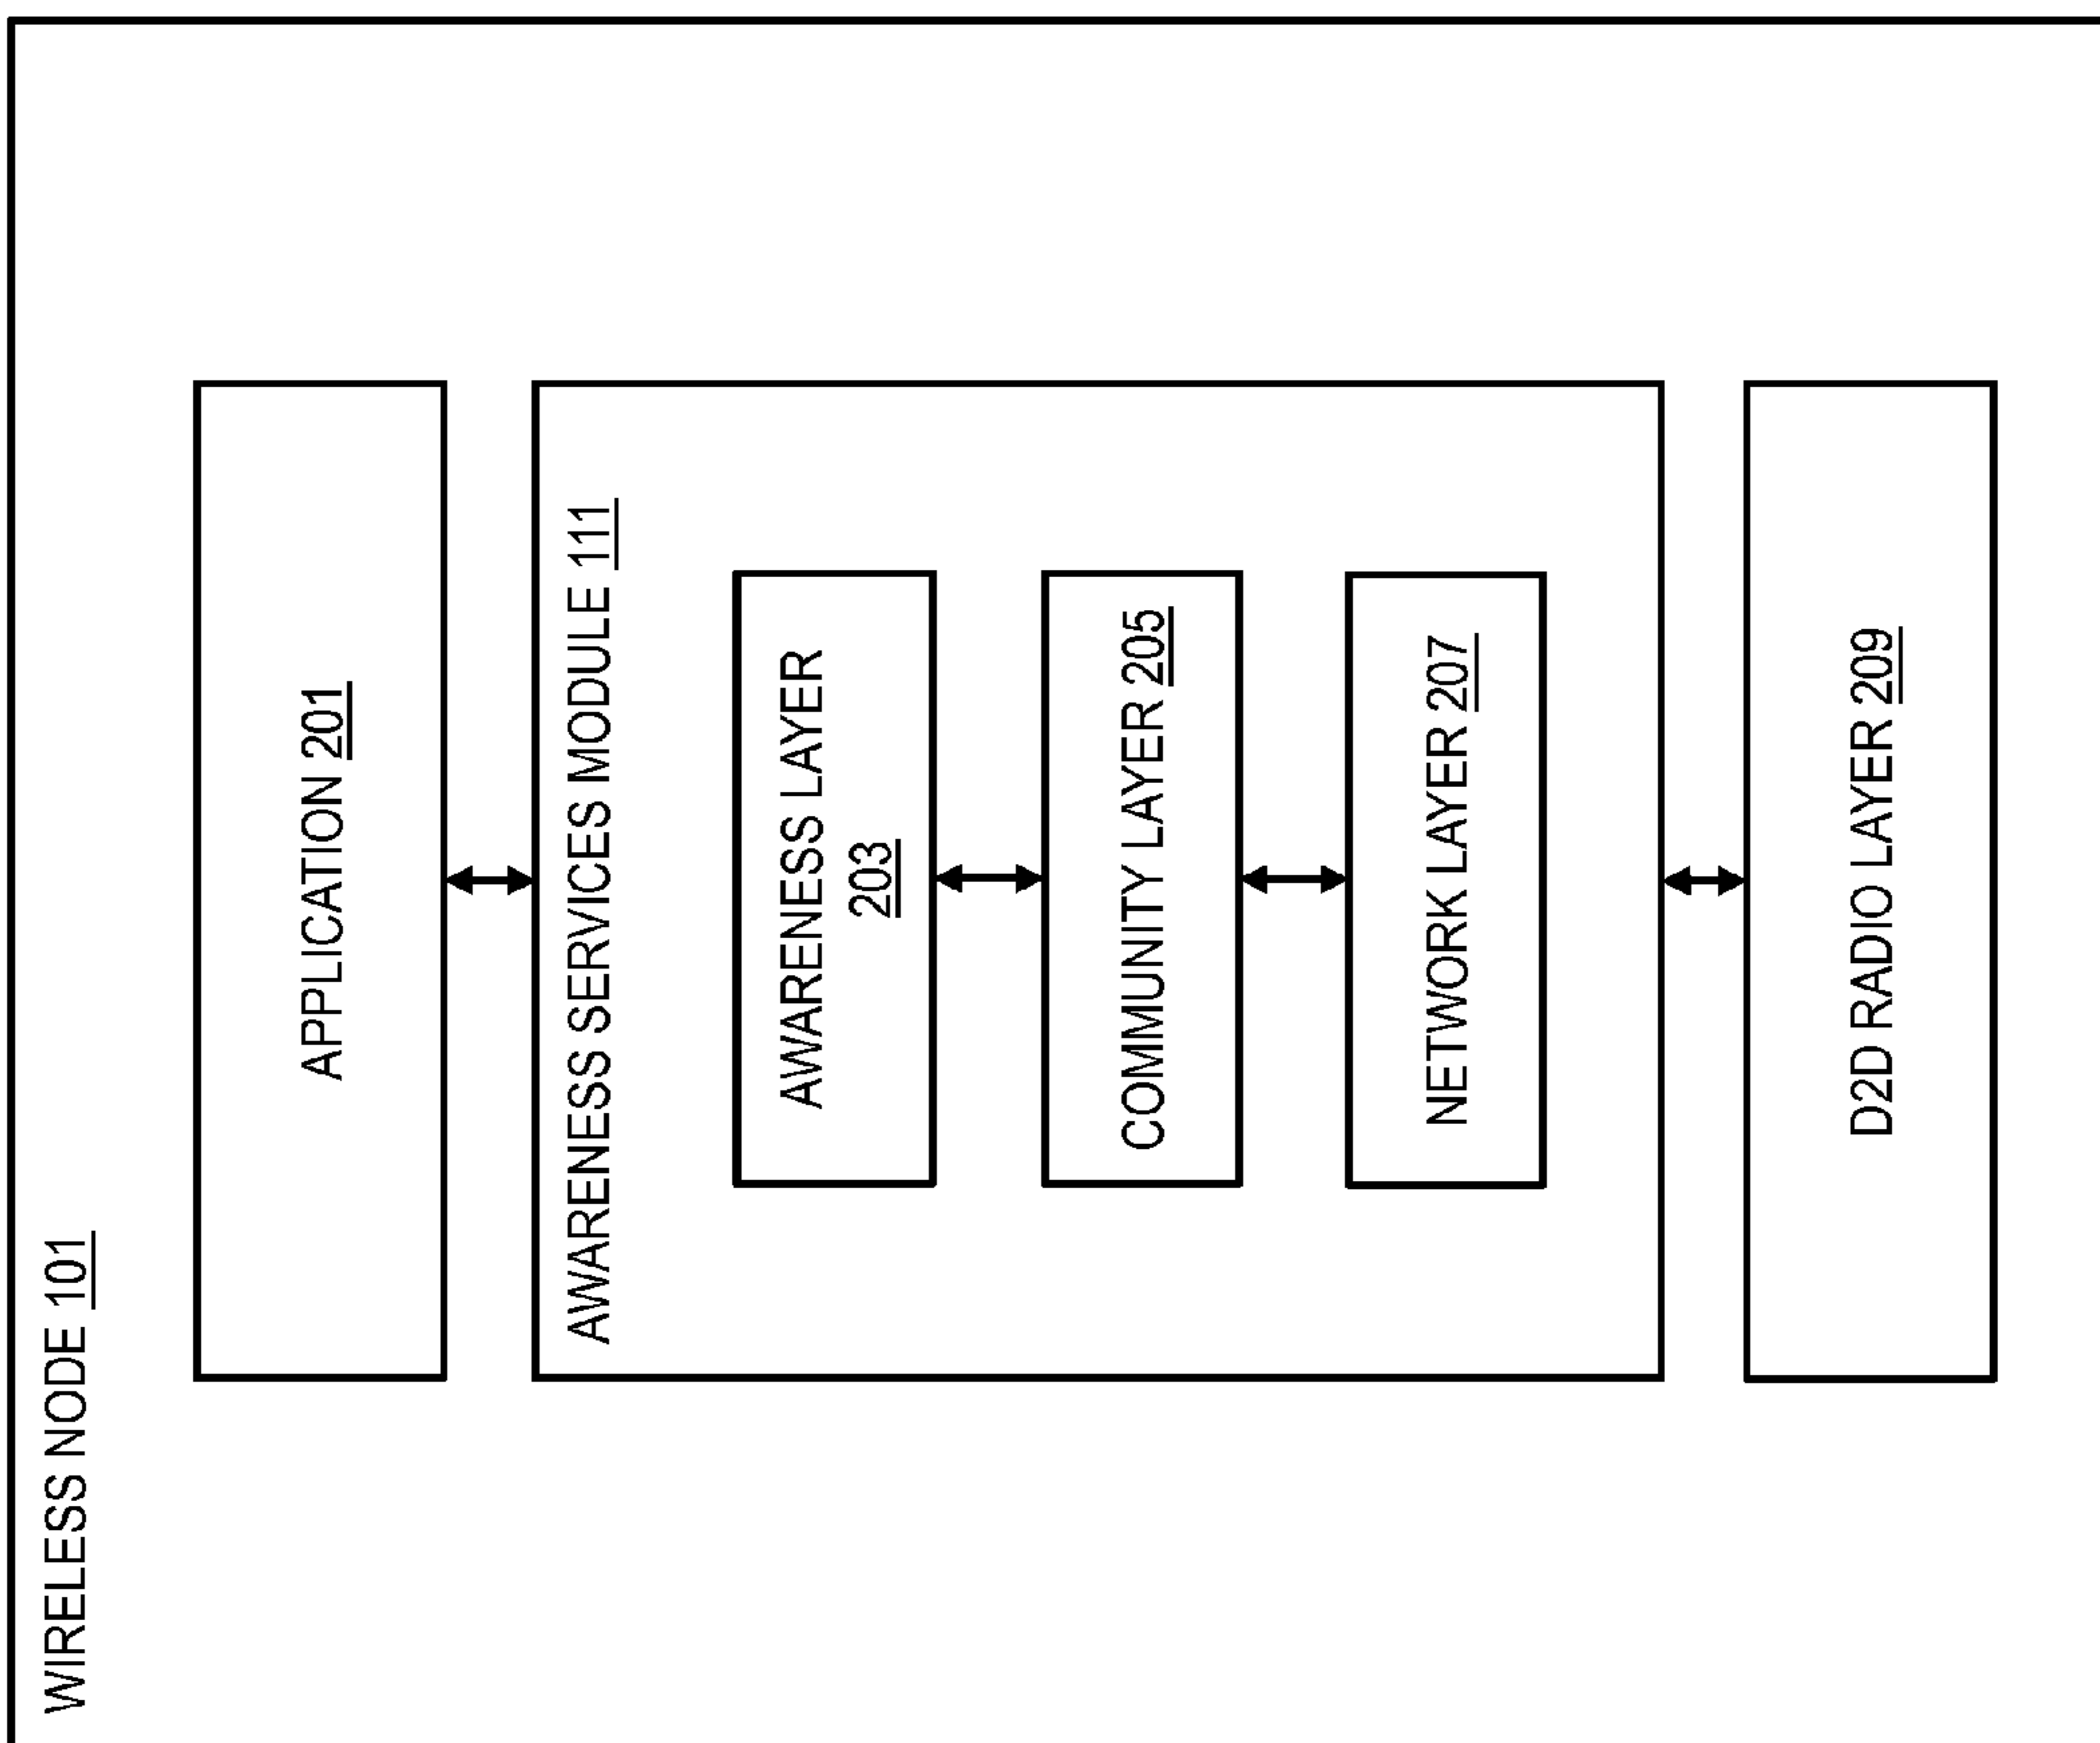 WIRELESS NODE 101
APPLICATION 201
AWARENESS SERVICES MODULE 111
AWARENESS LAYER
203
COMMUNITY LAYER 205
NETWORK LAYER 207
D2D RADIO LAYER 209